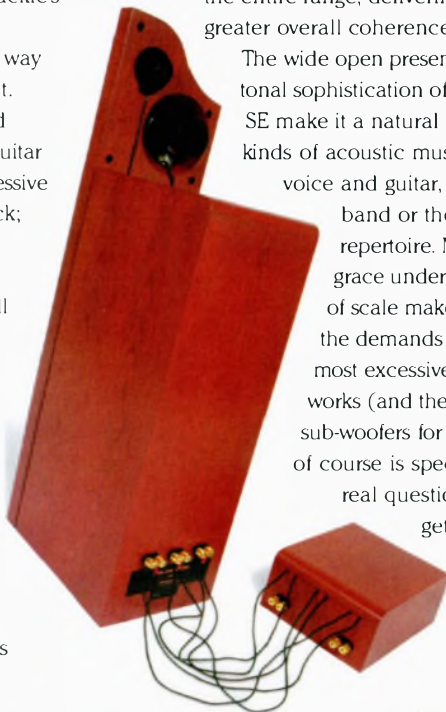 way
t.
uitar
essive
ck;
ll
s
the entire range, deliveri
greater overall coherence
The wide open presen
tonal sophistication of
SE make it a natural
kinds of acoustic mus
voice and guitar,
band or the
repertoire. M
grace under
of scale make
the demands
most excessive
works (and the
sub-woofers for
of course is spec
real questio
get